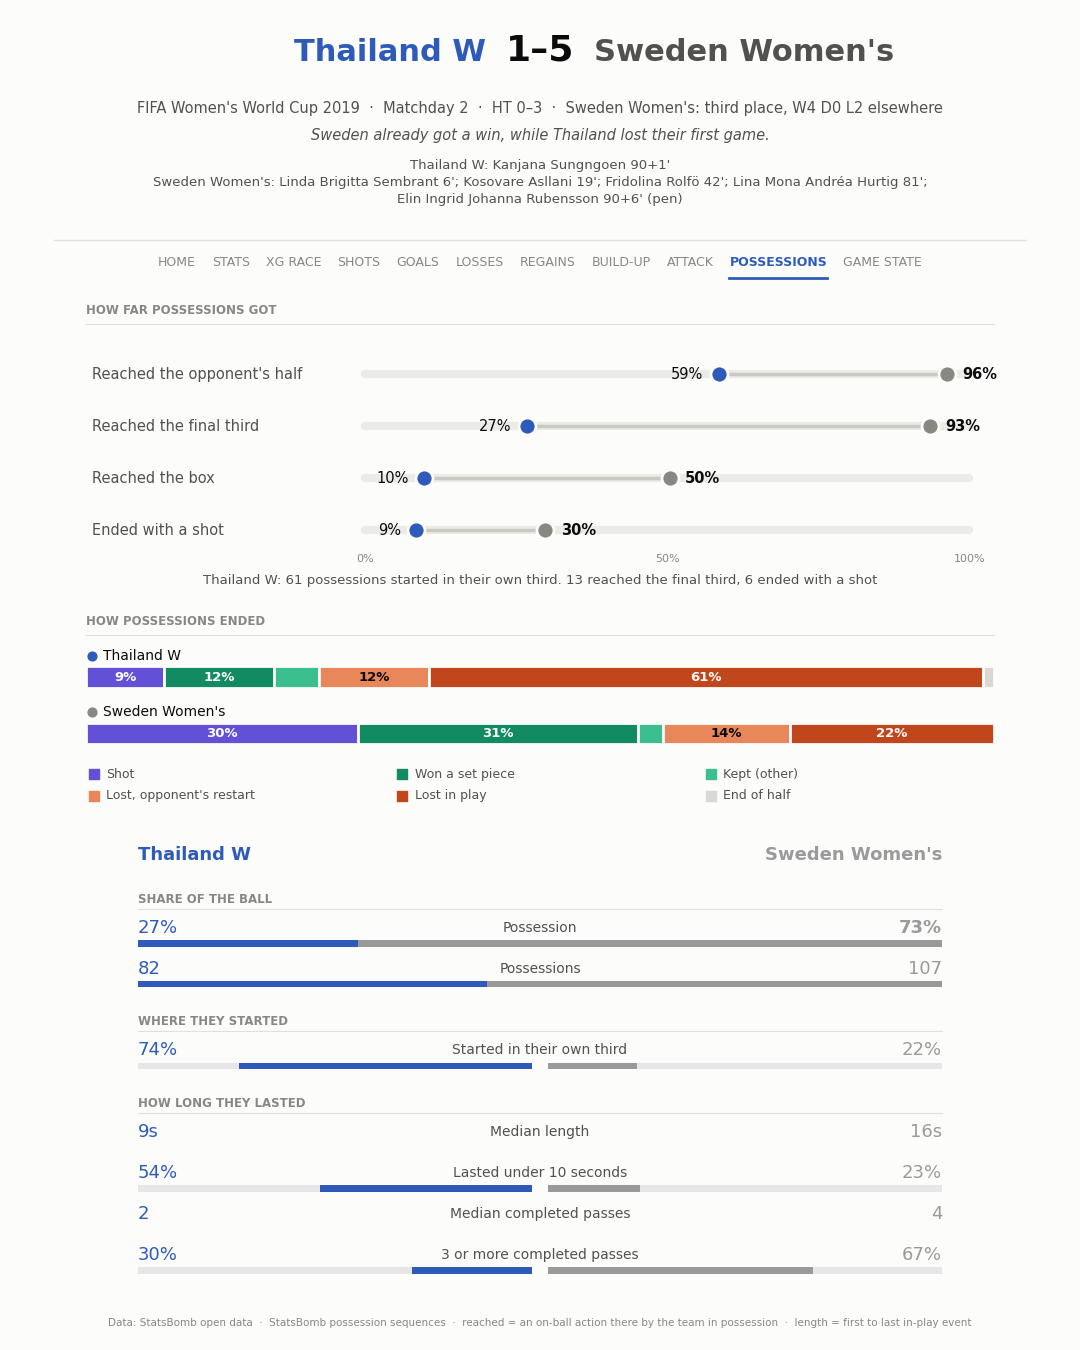 Thailand W 1–5 Sweden Women's
FIFA Women's World Cup 2019 · Matchday 2 · HT 0–3 · Sweden Women's: third place, W4 D0 L2 elsewhere
Sweden already got a win, while Thailand lost their first game.
Thailand W: Kanjana Sungngoen 90+1'
Sweden Women's: Linda Brigitta Sembrant 6'; Kosovare Asllani 19'; Fridolina Rolfö 42'; Lina Mona Andréa Hurtig 81';
Elin Ingrid Johanna Rubensson 90+6' (pen)
HOME STATS XG RACE SHOTS GOALS LOSSES REGAINS BUILD-UP ATTACK POSSESSIONS GAME STATE
HOW FAR POSSESSIONS GOT
Reached the opponent's half 59% 96%
Reached the final third 27% 93%
Reached the box 10% 50%
Ended with a shot 9% 30%
0% 50% 100%
Thailand W: 61 possessions started in their own third. 13 reached the final third, 6 ended with a shot
HOW POSSESSIONS ENDED
Thailand W
9% 12% 12% 61%
Sweden Women's
30% 31% 14% 22%
Shot Won a set piece Kept (other)
Lost, opponent's restart Lost in play End of half
Thailand W Sweden Women's
SHARE OF THE BALL
27% Possession 73%
82 Possessions 107
WHERE THEY STARTED
74% Started in their own third 22%
HOW LONG THEY LASTED
9s Median length 16s
54% Lasted under 10 seconds 23%
2 Median completed passes 4
30% 3 or more completed passes 67%
Data: StatsBomb open data · StatsBomb possession sequences · reached = an on-ball action there by the team in possession · length = first to last in-play event